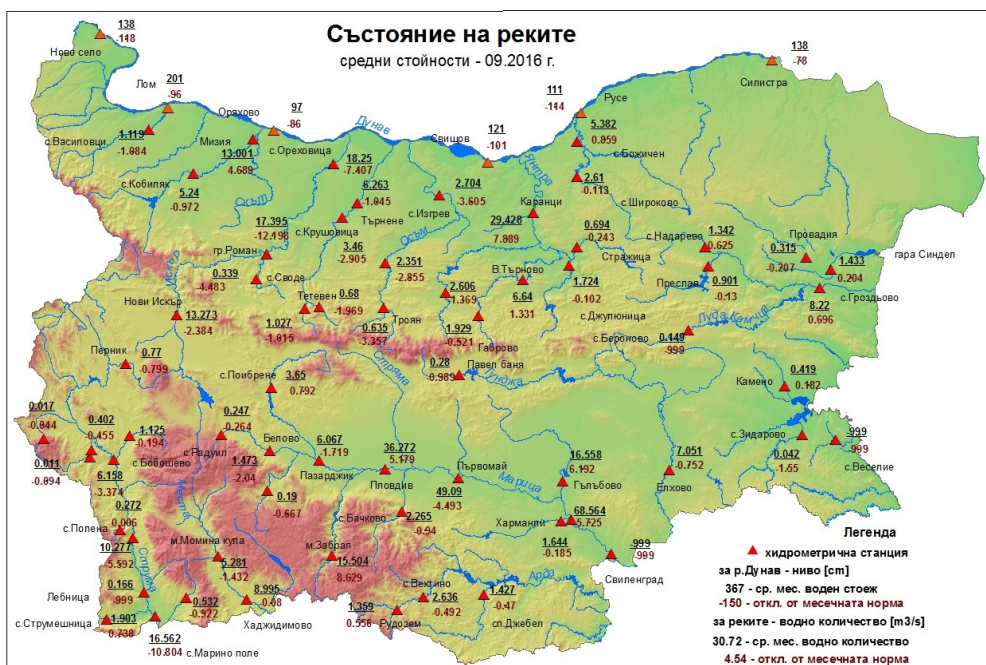 Състояние на реките
средни стойности - 09.2016 г.
138
-118
Ново село
138
-78
Силистра
201
-96
Лом
97
-86
Оряхово
111
-144
Русе
121
-101
Свищов
Дунав
Янтра
1.119
-1.984
с.Василовци
Мизия
13.001
4.689
с.Ореховица
18.25
-7.407
5.382
0.859
с.Божичен
с.Кобиляк
5.24
-0.972
Скът
6.263
-1.045
Търнене
с.Изгрев
2.704
-3.605
2.61
-0.113
с.Широково
Каранци
29.428
7.889
17.395
-12.198
гр.Роман
с.Крушовица
3.46
-2.905
Осъм
2.351
-2.855
0.694
-0.243
Стражица
с.Надарево
1.342
0.625
Провадия
0.315
-0.207
гара Синдел
1.433
0.204
искър
0.339
-4.483
с.Своде
В.Търново
6.64
1.331
1.724
-0.102
с.Джулюница
Преслав
0.901
-0.13
с.Гроздьово
8.22
0.696
Нови Искър
13.273
-2.384
Тетевен
0.68
-1.969
1.027
-1.815
Троян
0.635
3.357
2.606
1.369
1.929
-0.521
Габрово
Луда Камчия
с.Бероново
0.149
-999
Перник
0.77
-0.799
Стряма
0.28
0.989
Павел баня
Тунджа
с.Поибрене
3.65
0.792
0.419
0.182
Камено
0.017
-0.844
0.402
-0.455
1.125
-0.194
0.247
-0.264
Белово
6.067
-1.719
36.272
5.179
16.558
6.192
7.051
-0.752
с.Зидарово
-999
-999
0.011
-0.894
с.Бобошево
с.Радуил
1.473
-2.04
Пазарджик
Пловдив
Първомай
Марица
Гълъбово
Елхово
0.042
-1.55
с.Веселие
6.158
-3.374
0.19
-0.667
49.09
-4.493
Места
0.272
0.006
с.Полена
с.Бачково
2.265
-0.94
Харманли
68.564
-5.725
10.277
-5.592
м.Момина кула
5.281
-1.432
м.Забрал
15.504
8.629
1.644
-0.185
-999
-999
Свиленград
Струма
Арда
0.166
-999
Лебница
0.532
-0.922
8.995
-0.08
Хаджидимово
1.359
0.556
Рудозем
с.Вехтино
2.636
-0.492
1.427
-0.47
сп.Джебел
с.Струмешница
1.903
0.738
16.562
-10.804
с.Марино поле
Легенда
хидрометрична станция
за р.Дунав - ниво [cm]
367 - ср. мес. воден стоеж
-150 - откл. от месечната норма
за реките - водно количество [m3/s]
30.72 - ср. мес. водно количество
4.54 - откл. от месечната норма